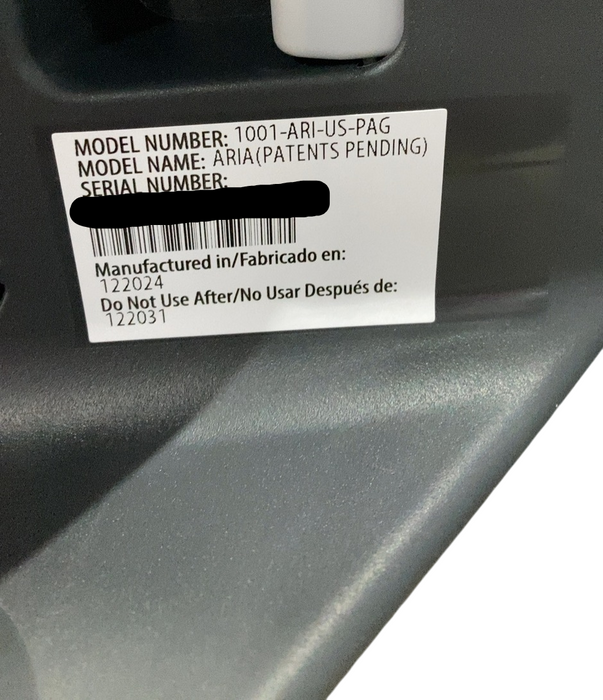 MODEL NUMBER: 1001-ARI-US-PAG
MODEL NAME: ARIA(PATENTS PENDING)
SERIAL NUMBER:
Manufactured in/Fabricado en:
122024
Do Not Use After/No Usar Después de:
122031